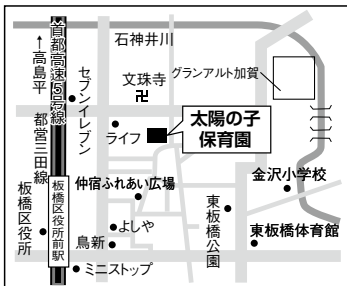 石神井川
首都高速5号線
←高島平
都営三田線
セブンイレブン
文珠寺
卍
グランアルト加賀
ライフ
太陽の子
保育園
板橋区役所
板橋区役所前駅
仲宿ふれあい広場
金沢小学校
東板橋公園
東板橋体育館
よしや
鳥新
ミニストップ